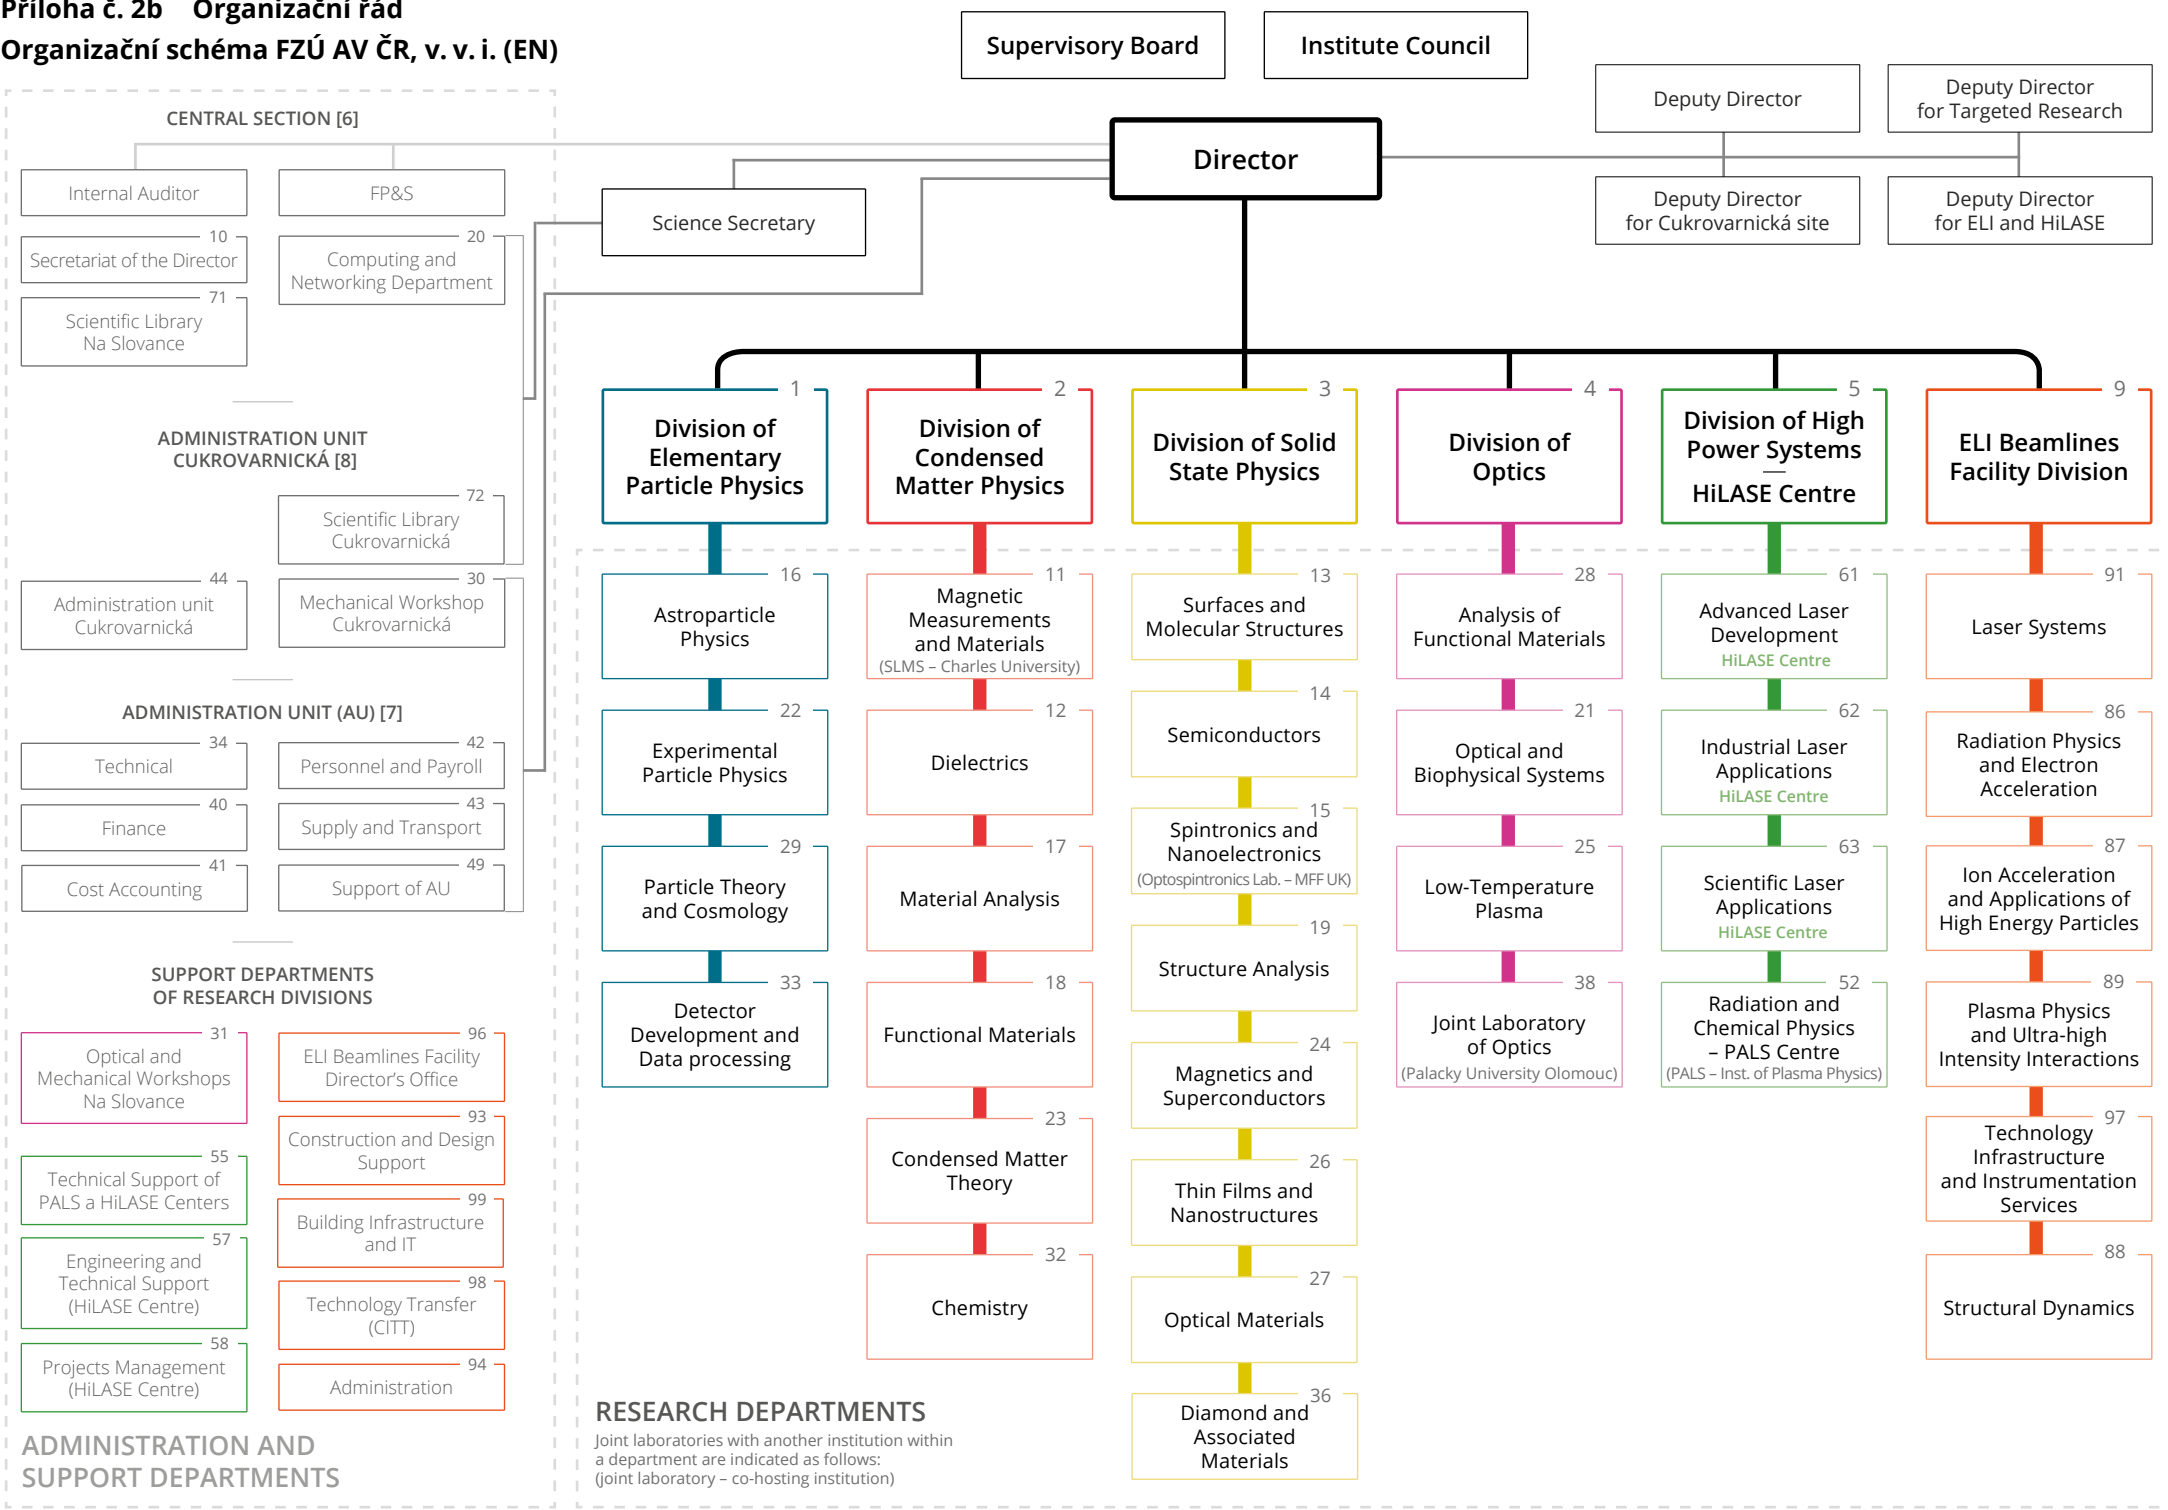 Příloha č. 2b Organizační řád
Organizační schéma FZÚ AV ČR, v. v. i. (EN)
Supervisory Board
Institute Council
Director
Deputy Director
Deputy Director
for Targeted Research
Deputy Director
for Cukrovarnická site
Deputy Director
for ELI and HiLASE
Science Secretary
CENTRAL SECTION [6]
Internal Auditor
FP&S
10
Secretariat of the Director
20
Computing and
Networking Department
71
Scientific Library
Na Slovance
ADMINISTRATION UNIT
CUKROVARNICKÁ [8]
72
Scientific Library
Cukrovarnická
44
Administration unit
Cukrovarnická
30
Mechanical Workshop
Cukrovarnická
ADMINISTRATION UNIT (AU) [7]
34
Technical
42
Personnel and Payroll
40
Finance
43
Supply and Transport
41
Cost Accounting
49
Support of AU
SUPPORT DEPARTMENTS
OF RESEARCH DIVISIONS
31
Optical and
Mechanical Workshops
Na Slovance
96
ELI Beamlines Facility
Director’s Office
93
Construction and Design
Support
55
Technical Support of
PALS a HiLASE Centers
99
Building Infrastructure
and IT
57
Engineering and
Technical Support
(HiLASE Centre)
98
Technology Transfer
(CITT)
58
Projects Management
(HiLASE Centre)
94
Administration
ADMINISTRATION AND
SUPPORT DEPARTMENTS
1
Division of
Elementary
Particle Physics
16
Astroparticle
Physics
22
Experimental
Particle Physics
29
Particle Theory
and Cosmology
33
Detector
Development and
Data processing
2
Division of
Condensed
Matter Physics
11
Magnetic
Measurements
and Materials
(SLMS – Charles University)
12
Dielectrics
17
Material Analysis
18
Functional Materials
23
Condensed Matter
Theory
32
Chemistry
3
Division of Solid
State Physics
13
Surfaces and
Molecular Structures
14
Semiconductors
15
Spintronics and
Nanoelectronics
(Optospintronics Lab. – MFF UK)
19
Structure Analysis
24
Magnetics and
Superconductors
26
Thin Films and
Nanostructures
27
Optical Materials
36
Diamond and
Associated
Materials
4
Division of
Optics
28
Analysis of
Functional Materials
21
Optical and
Biophysical Systems
25
Low-Temperature
Plasma
38
Joint Laboratory
of Optics
(Palacky University Olomouc)
5
Division of High
Power Systems
—
HiLASE Centre
61
Advanced Laser
Development
HiLASE Centre
62
Industrial Laser
Applications
HiLASE Centre
63
Scientific Laser
Applications
HiLASE Centre
52
Radiation and
Chemical Physics
– PALS Centre
(PALS – Inst. of Plasma Physics)
9
ELI Beamlines
Facility Division
91
Laser Systems
86
Radiation Physics
and Electron
Acceleration
87
Ion Acceleration
and Applications of
High Energy Particles
89
Plasma Physics
and Ultra-high
Intensity Interactions
97
Technology
Infrastructure
and Instrumentation
Services
88
Structural Dynamics
RESEARCH DEPARTMENTS
Joint laboratories with another institution within
a department are indicated as follows:
(joint laboratory – co-hosting institution)